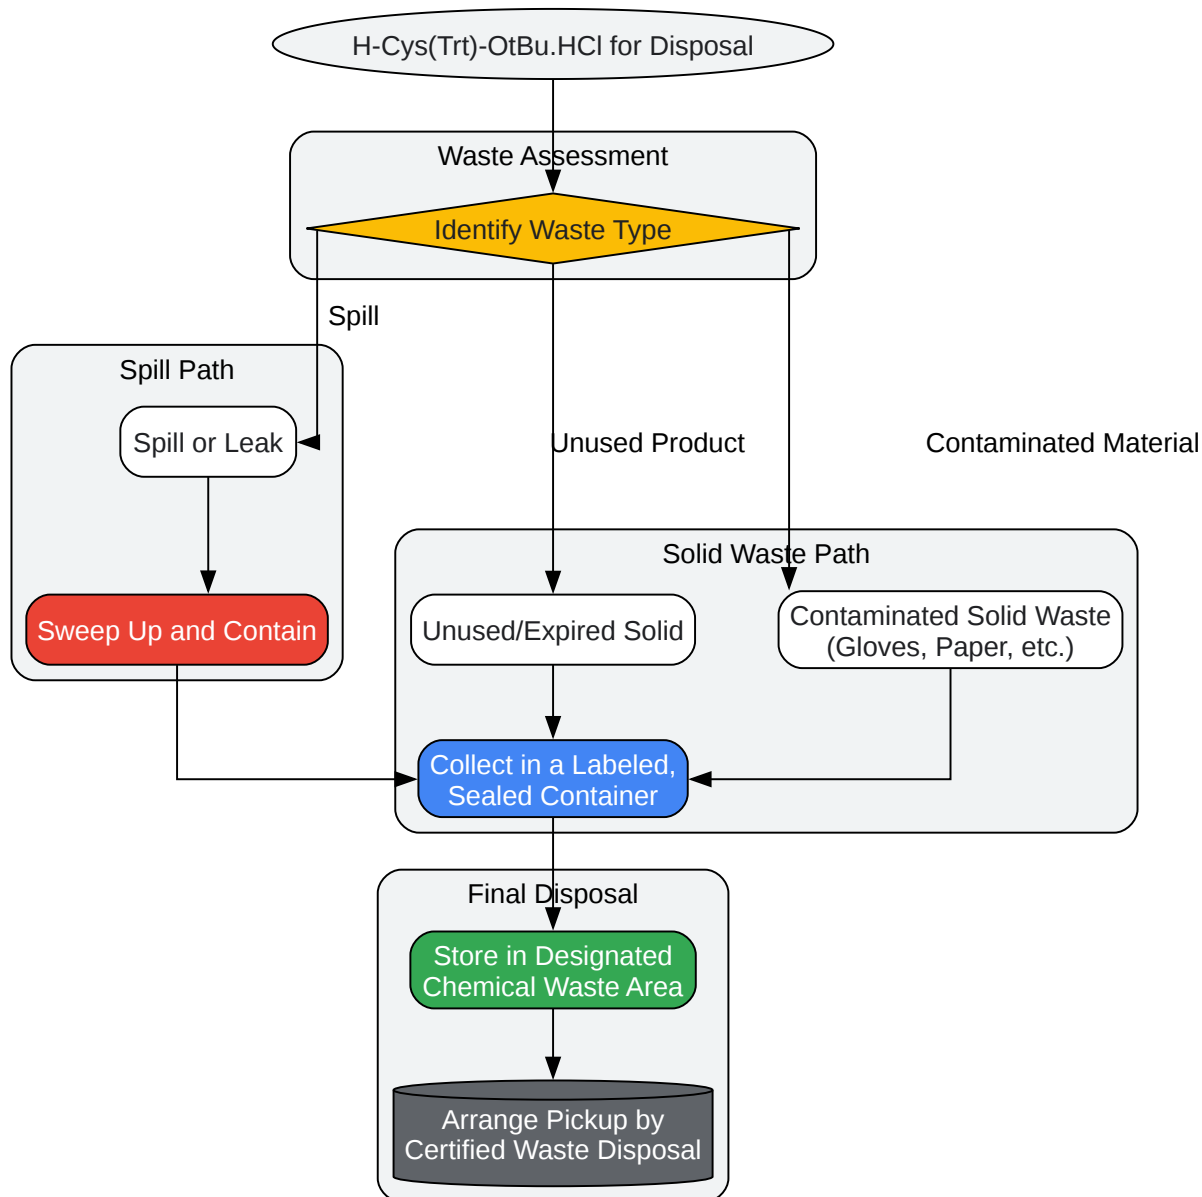 H-Cys(Trt)-OtBu.HCl for Disposal
Waste Assessment
Identify Waste Type
Spill
Spill Path
Spill or Leak
Unused Product
Contaminated Material
Solid Waste Path
Sweep Up and Contain
Unused/Expired Solid
Contaminated Solid Waste
(Gloves, Paper, etc.)
Collect in a Labeled,
Sealed Container
Final Disposal
Store in Designated
Chemical Waste Area
Arrange Pickup by
Certified Waste Disposal